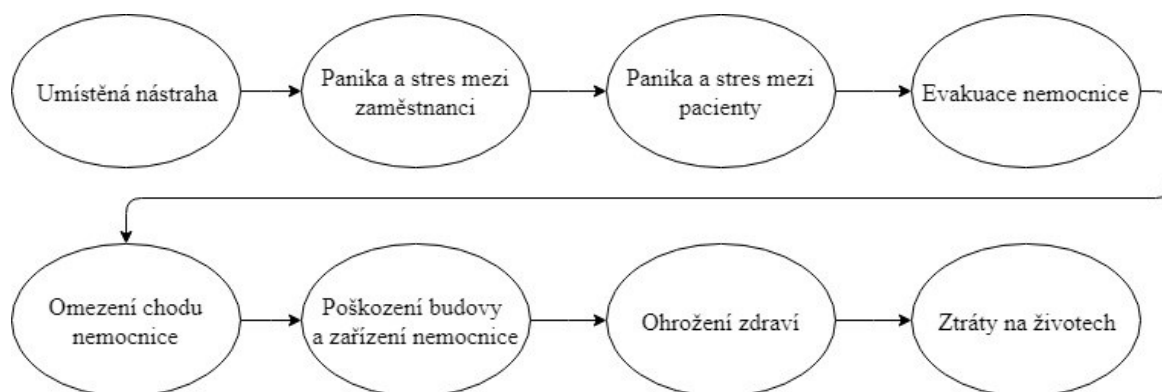 Umístěná nástraha
Panika a stres mezi
zaměstnanci
Panika a stres mezi
pacienty
Evakuace nemocnice
Omezení chodu
nemocnice
Poškození budovy
a zařízení nemocnice
Ohrožení zdraví
Ztráty na životech